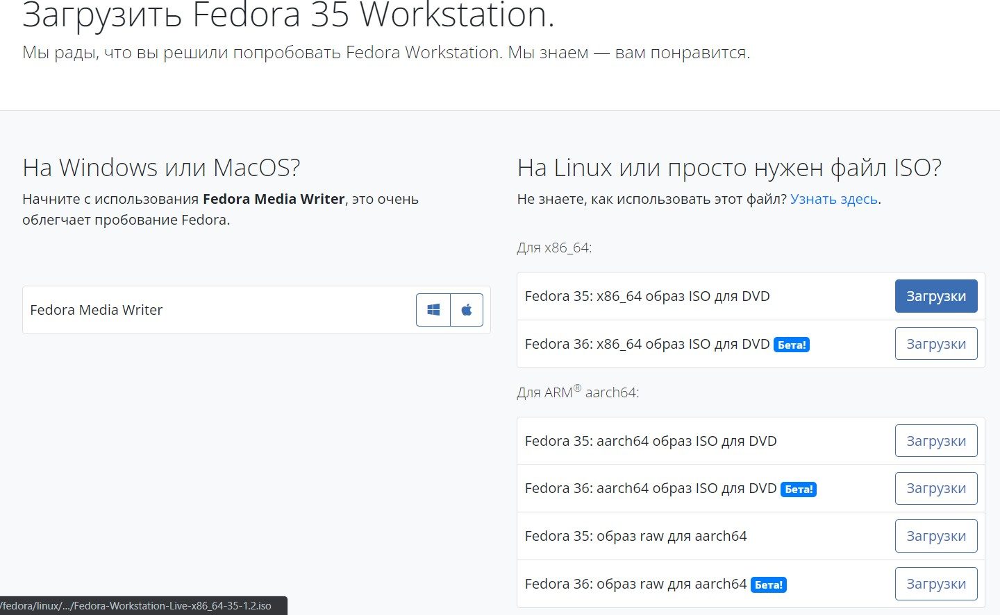 Загрузить Fedora 35 Workstation.
Мы рады, что вы решили попробовать Fedora Workstation. Мы знаем — вам понравится.
На Windows или MacOS?
Начните с использования Fedora Media Writer, это очень
облегчает пробование Fedora.
Fedora Media Writer
На Linux или просто нужен файл ISO?
Не знаете, как использовать этот файл? Узнать здесь.
Для x86_64:
Fedora 35: x86_64 образ ISO для DVD Загрузки
Fedora 36: x86_64 образ ISO для DVD Бета! Загрузки
Для ARM® aarch64:
Fedora 35: aarch64 образ ISO для DVD Загрузки
Fedora 36: aarch64 образ ISO для DVD Бета! Загрузки
Fedora 35: образ raw для aarch64 Загрузки
Fedora 36: образ raw для aarch64 Бета! Загрузки
/fedora/linux/.../Fedora-Workstation-Live-x86_64-35-1.2.iso